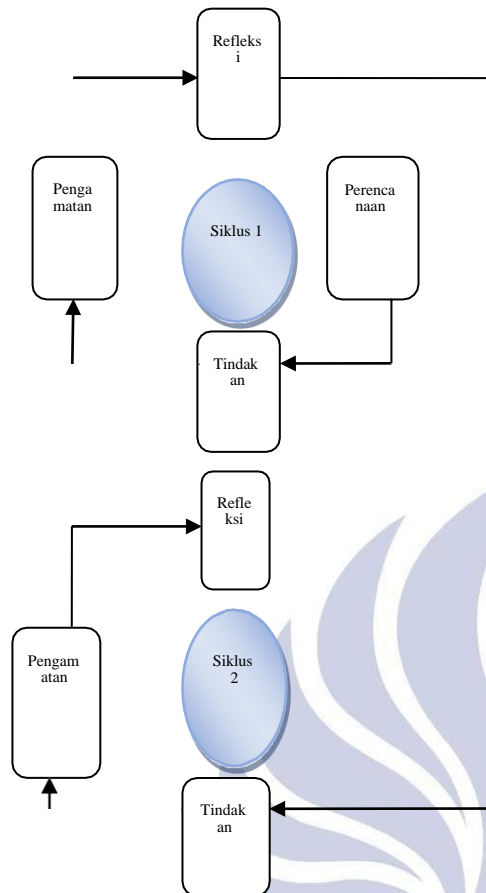 Refleks
i
Penga
matan
Siklus 1
Perenca
naan
Tindak
an
Refle
ksi
Pengam
atan
Siklus
2
Tindak
an